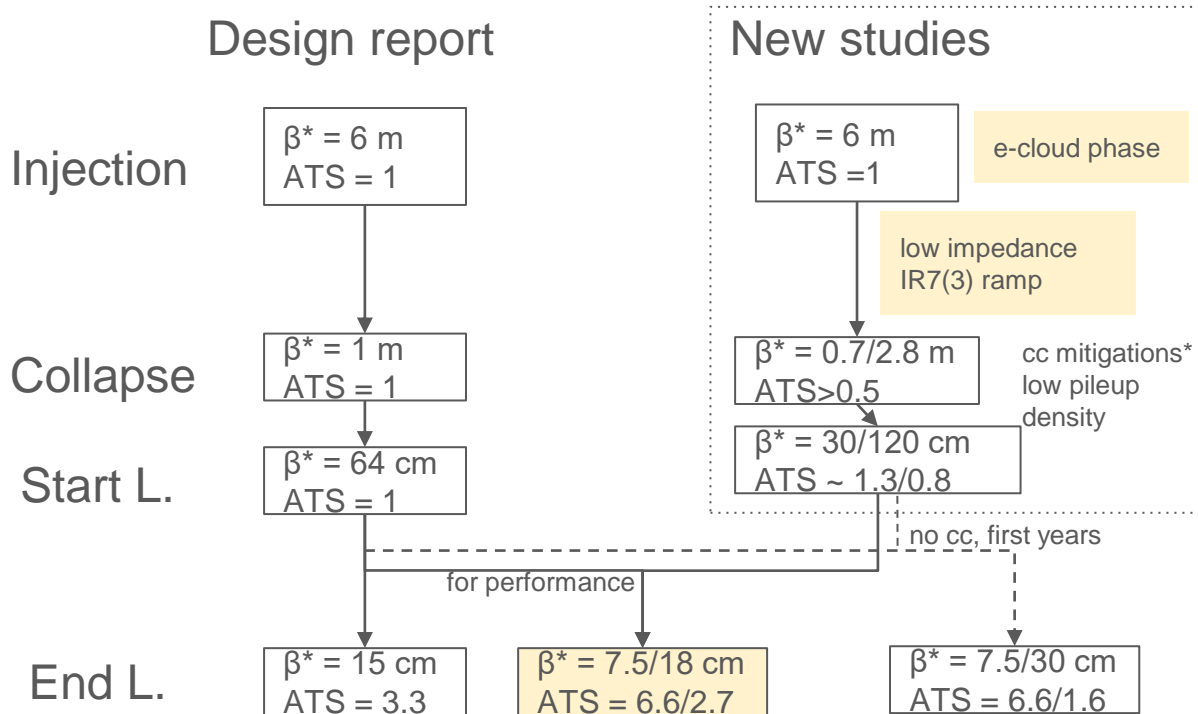 Design report
New studies
Injection
β* = 6 m
ATS = 1
β* = 6 m
ATS =1
e-cloud phase
low impedance
IR7(3) ramp
Collapse
β* = 1 m
ATS = 1
β* = 0.7/2.8 m
ATS>0.5
cc mitigations*
low pileup
density
Start L.
β* = 64 cm
ATS = 1
β* = 30/120 cm
ATS ~ 1.3/0.8
no cc, first years
for performance
End L.
β* = 15 cm
ATS = 3.3
β* = 7.5/18 cm
ATS = 6.6/2.7
β* = 7.5/30 cm
ATS = 6.6/1.6